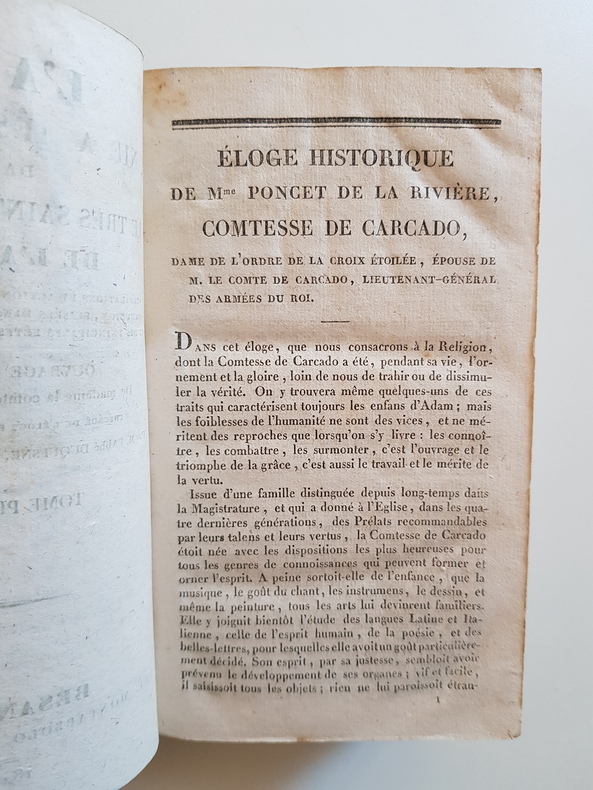 ÉLOGE HISTORIQUE
DE Mme PONCET DE LA RIVIÈRE,
COMTESSE DE CARCADO,
DAME DE L'ORDRE DE LA CROIX ÉTOILÉE, ÉPOUSE DE
M. LE COMTE DE CARCADO, LIEUTENANT-GÉNÉRAL
DES ARMÉES DU ROI.
DANS cet éloge, que nous consacrons à la Religion,
dont la Comtesse de Carcado a été, pendant sa vie, l'or-
nement et la gloire, loin de nous de trahir ou de dissimu-
ler la vérité. On y trouvera même quelques-uns de ces
traits qui caractérisent toujours les enfans d'Adam; mais
les foiblesses de l'humanité ne sont des vices, et ne mé-
ritent des reproches que lorsqu'on s'y livre: les connoî-
tre, les combattre, les surmonter, c'est l'ouvrage et le
triomphe de la grâce, c'est aussi le travail et le mérite de
la vertu.
Issue d'une famille distinguée depuis long-temps dans
la Magistrature, et qui a donné à l'Eglise, dans les qua-
tre dernières générations, des Prélats recommandables
par leurs talens et leurs vertus, la Comtesse de Carcado
étoit née avec les dispositions les plus heureuses pour
tous les genres de connoissances qui peuvent former et
orner l'esprit. A peine sortoit-elle de l'enfance, que la
musique, le goût du chant, les instrumens, le dessin, et
même la peinture, tous les arts lui devinrent familiers.
Elle y joignit bientôt l'étude des langues Latine et Ita-
lienne, celle de l'esprit humain, de la poésie, et des
belles-lettres, pour lesquelles elle avoit un goût particulière-
ment décidé. Son esprit, par sa justesse, sembloit avoir
prévenu le développement de ses organes; vif et facile,
il saisissoit tous les objets; rien ne lui paroissoit étran-
1
L'A
DE L'A
OUVRAGE
TOME PR
BESAN